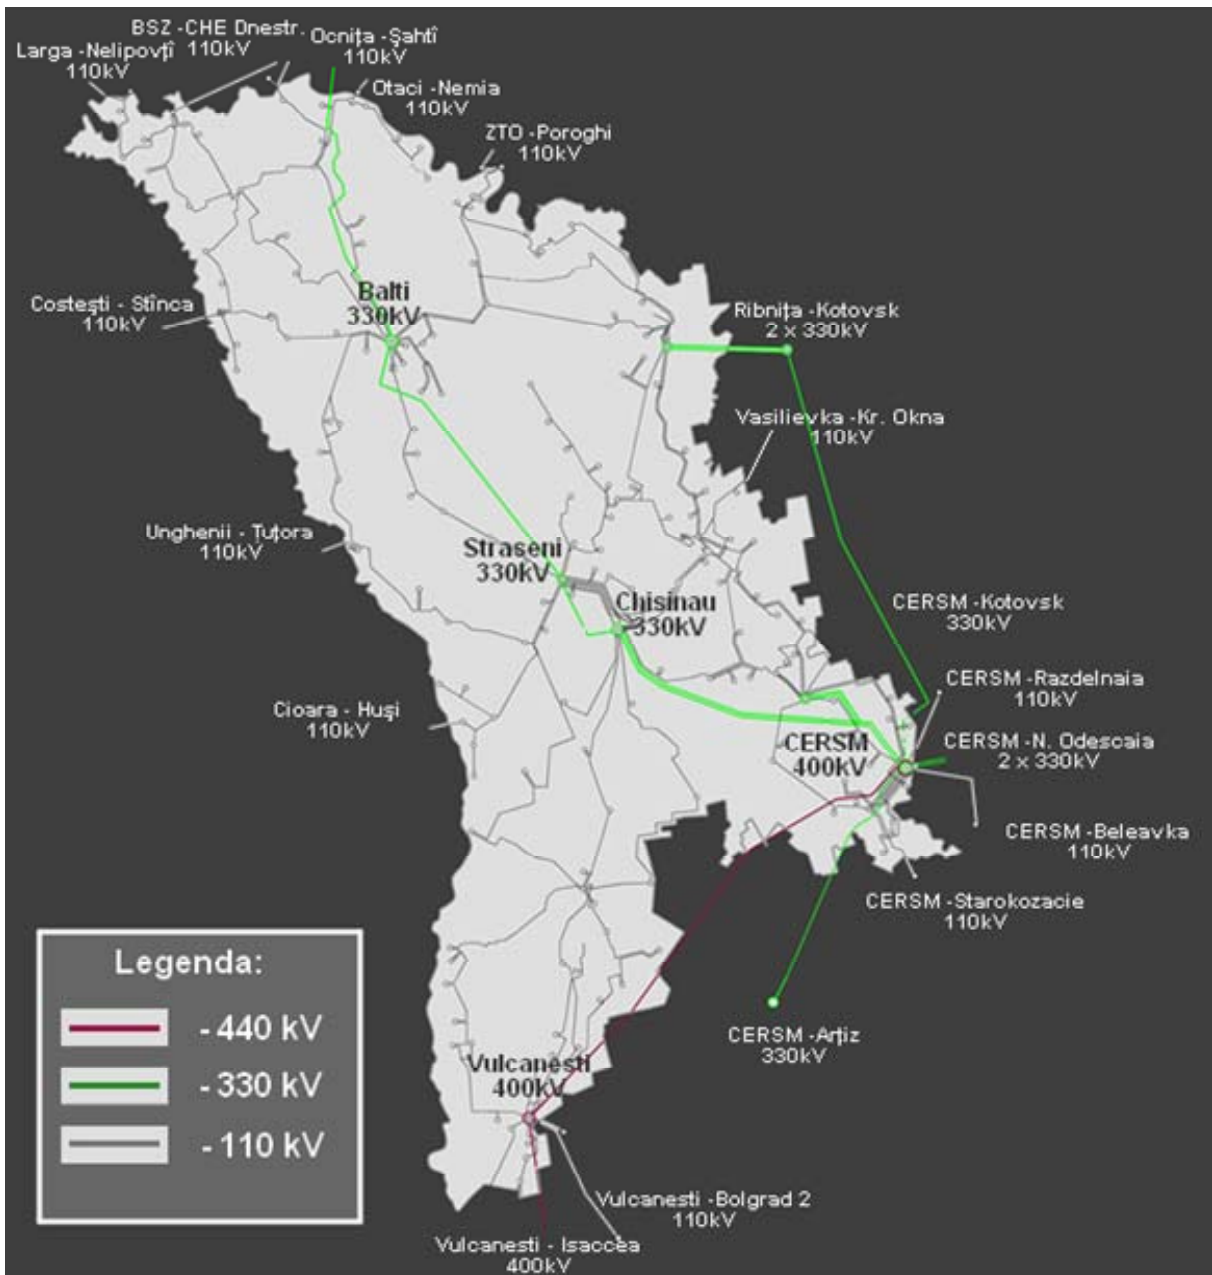 BSZ -CHE Dnestr.
110kV
Ocnița -Șahtî
110kV
Larga -Nelipovțî
110kV
Otaci -Nemia
110kV
ZTO -Poroghi
110kV
Balti
330kV
Costești - Stînca
110kV
Ribnița -Kotovsk
2 x 330kV
Vasilievka -Kr. Okna
110kV
Unghenii - Țuțora
110kV
Straseni
330kV
Chisinau
330kV
CERSM -Kotovsk
330kV
CERSM -Razdelnaia
110kV
Cioara - Huși
110kV
CERSM
400kV
CERSM -N. Odescaia
2 x 330kV
CERSM -Beleavka
110kV
CERSM -Starokozacie
110kV
Legenda:
- 440 kV
- 330 kV
- 110 kV
CERSM -Arțiz
330kV
Vulcanesti
400kV
Vulcanesti -Bolgrad 2
110kV
Vulcanesti - Isaccea
400kV